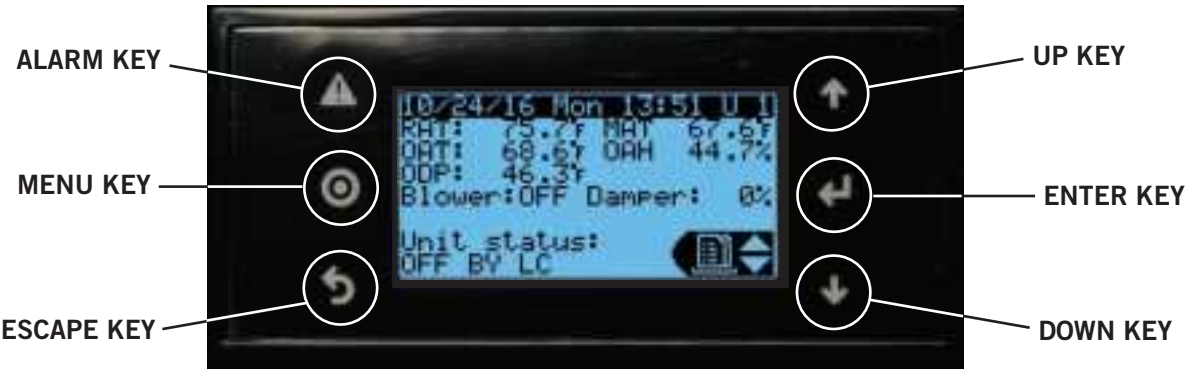 ALARM KEY
MENU KEY
ESCAPE KEY
10/24/16 Mon 13:51 U 1
RAT: 75.7°F MAT 67.6°F
OAT: 68.6°F OAH 44.7%
ODP: 46.3°F
Blower:OFF Damper: 0%
Unit status:
OFF BY LC
UP KEY
ENTER KEY
DOWN KEY